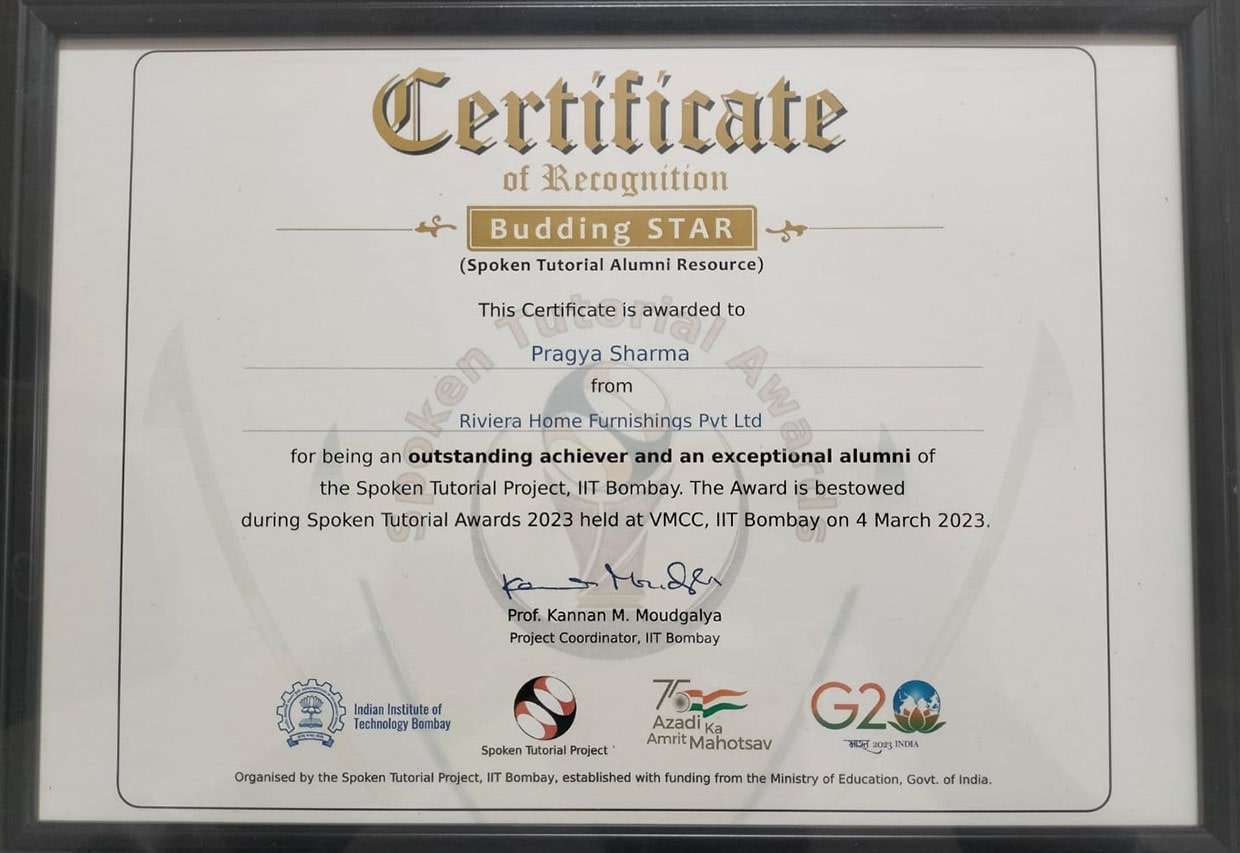 Certificate
of Recognition
Budding STAR
(Spoken Tutorial Alumni Resource)
This Certificate is awarded to
Pragya Sharma
from
Riviera Home Furnishings Pvt Ltd
for being an outstanding achiever and an exceptional alumni of
the Spoken Tutorial Project, IIT Bombay. The Award is bestowed
during Spoken Tutorial Awards 2023 held at VMCC, IIT Bombay on 4 March 2023.
Spoken Tutorial Awards
Prof. Kannan M. Moudgalya
Project Coordinator, IIT Bombay
Indian Institute of
Technology Bombay
Spoken Tutorial Project
75
Azadi Ka
Amrit Mahotsav
G2
भारत 2023 INDIA
Organised by the Spoken Tutorial Project, IIT Bombay, established with funding from the Ministry of Education, Govt. of India.